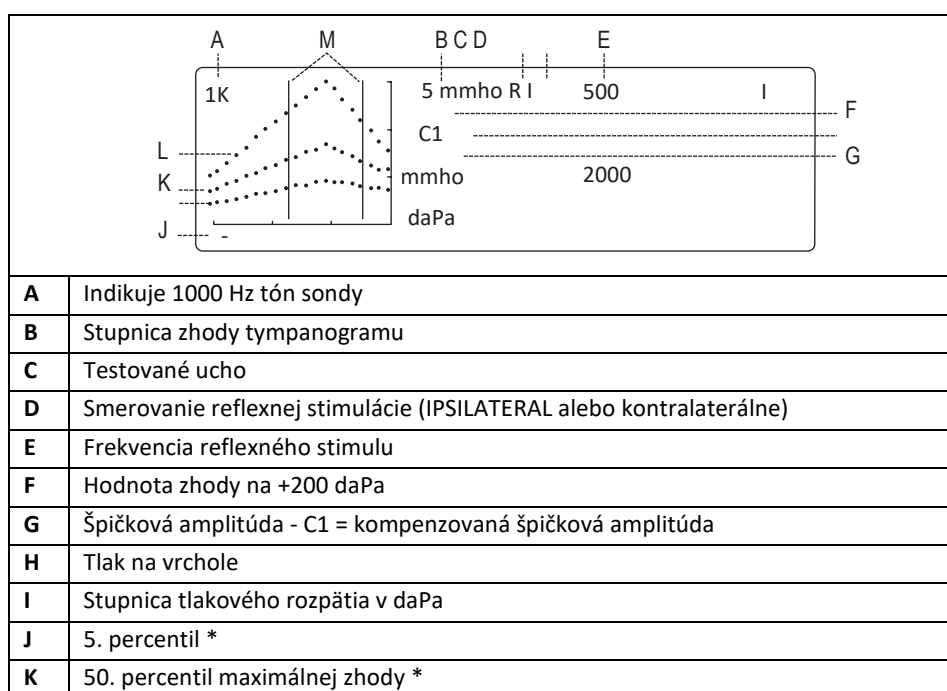 A M B C D E
1K 5 mmho R I 500 I
F
C1
L G
K mmho 2000
daPa
J -
A Indikuje 1000 Hz tón sondy
B Stupnica zhody tympanogramu
C Testované ucho
D Smerovanie reflexnej stimulácie (IPSILATERAL alebo kontralaterálne)
E Frekvencia reflexného stimulu
F Hodnota zhody na +200 daPa
G Špičková amplitúda - C1 = kompenzovaná špičková amplitúda
H Tlak na vrchole
I Stupnica tlakového rozpätia v daPa
J 5. percentil *
K 50. percentil maximálnej zhody *